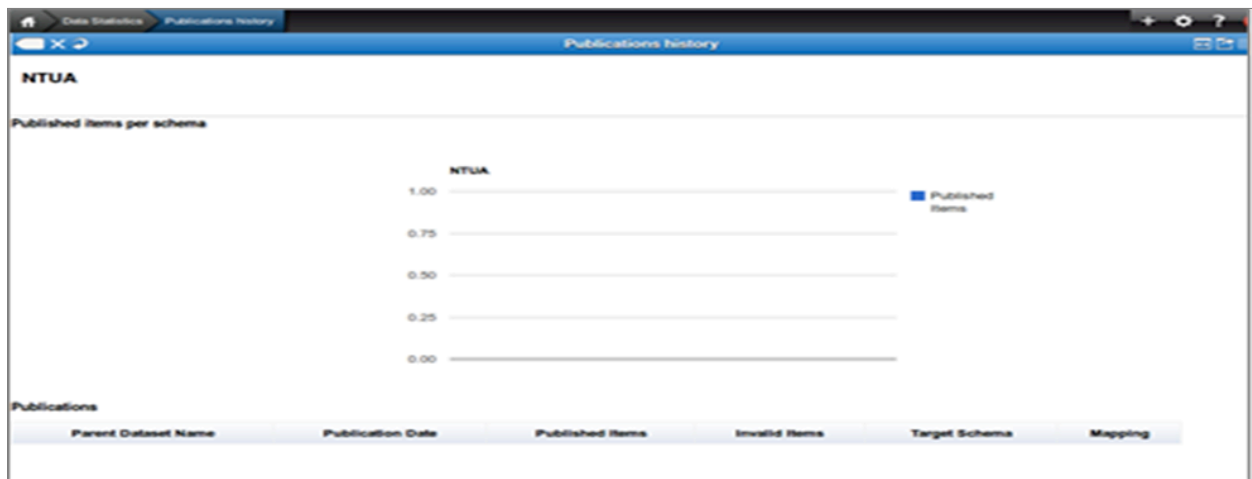 Data Statistics Publications history + ?
Publications history
NTUA
Published items per schema
NTUA
1.00
Published
Items
0.75
0.50
0.25
0.00
Publications
Parent Dataset Name Publication Date Published Items Invalid Items Target Schema Mapping